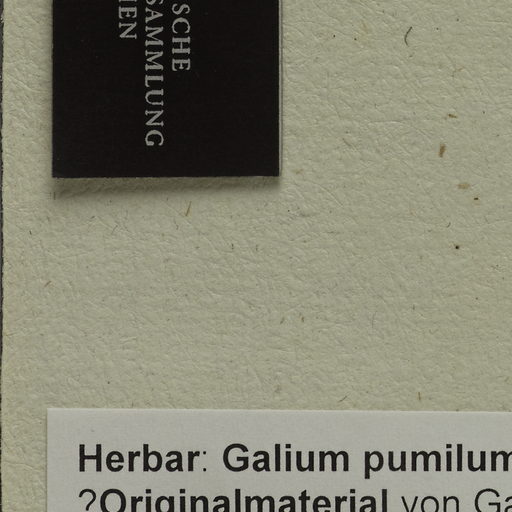 SCHE
SAMMLUNG
IEN
Herbar: Galium pumilum
?Originalmaterial von Ga